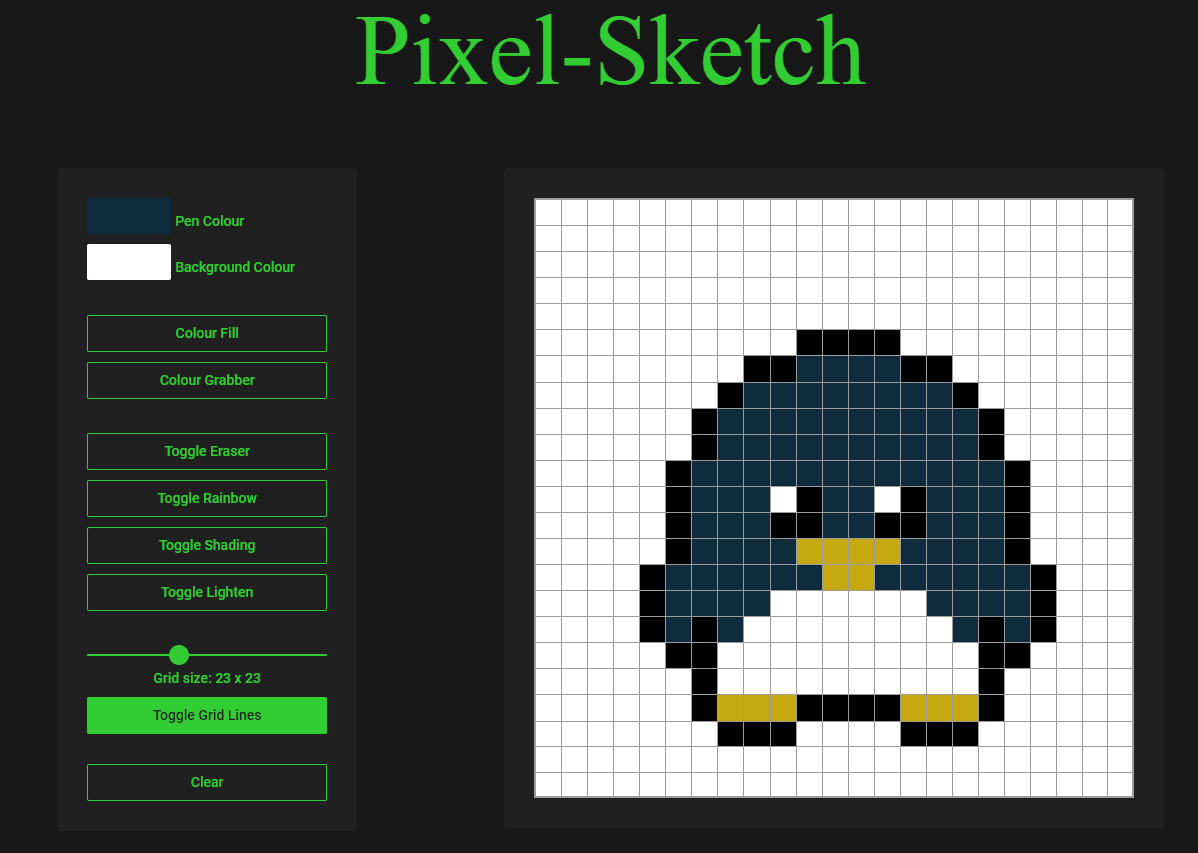 Pixel-Sketch
Pen Colour
Background Colour
Colour Fill
Colour Grabber
Toggle Eraser
Toggle Rainbow
Toggle Shading
Toggle Lighten
Grid size: 23 x 23
Toggle Grid Lines
Clear